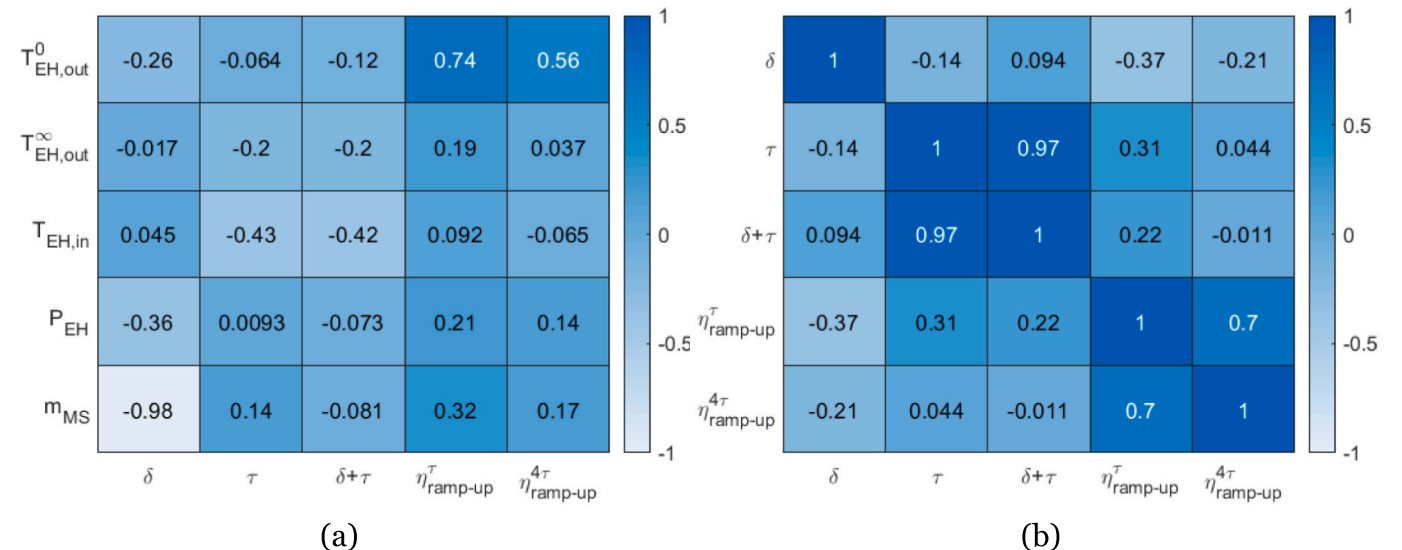 T⁰EH,out -0.26 -0.064 -0.12 0.74 0.56
T∞EH,out -0.017 -0.2 -0.2 0.19 0.037
TEH,in 0.045 -0.43 -0.42 0.092 -0.065
PEH -0.36 0.0093 -0.073 0.21 0.14
mMS -0.98 0.14 -0.081 0.32 0.17
δ τ δ+τ ητramp-up η4τramp-up
1
0.5
0
-0.5
-1
(a)
δ 1 -0.14 0.094 -0.37 -0.21
τ -0.14 1 0.97 0.31 0.044
δ+τ 0.094 0.97 1 0.22 -0.011
ητramp-up -0.37 0.31 0.22 1 0.7
η4τramp-up -0.21 0.044 -0.011 0.7 1
δ τ δ+τ ητramp-up η4τramp-up
1
0.5
0
-0.5
-1
(b)